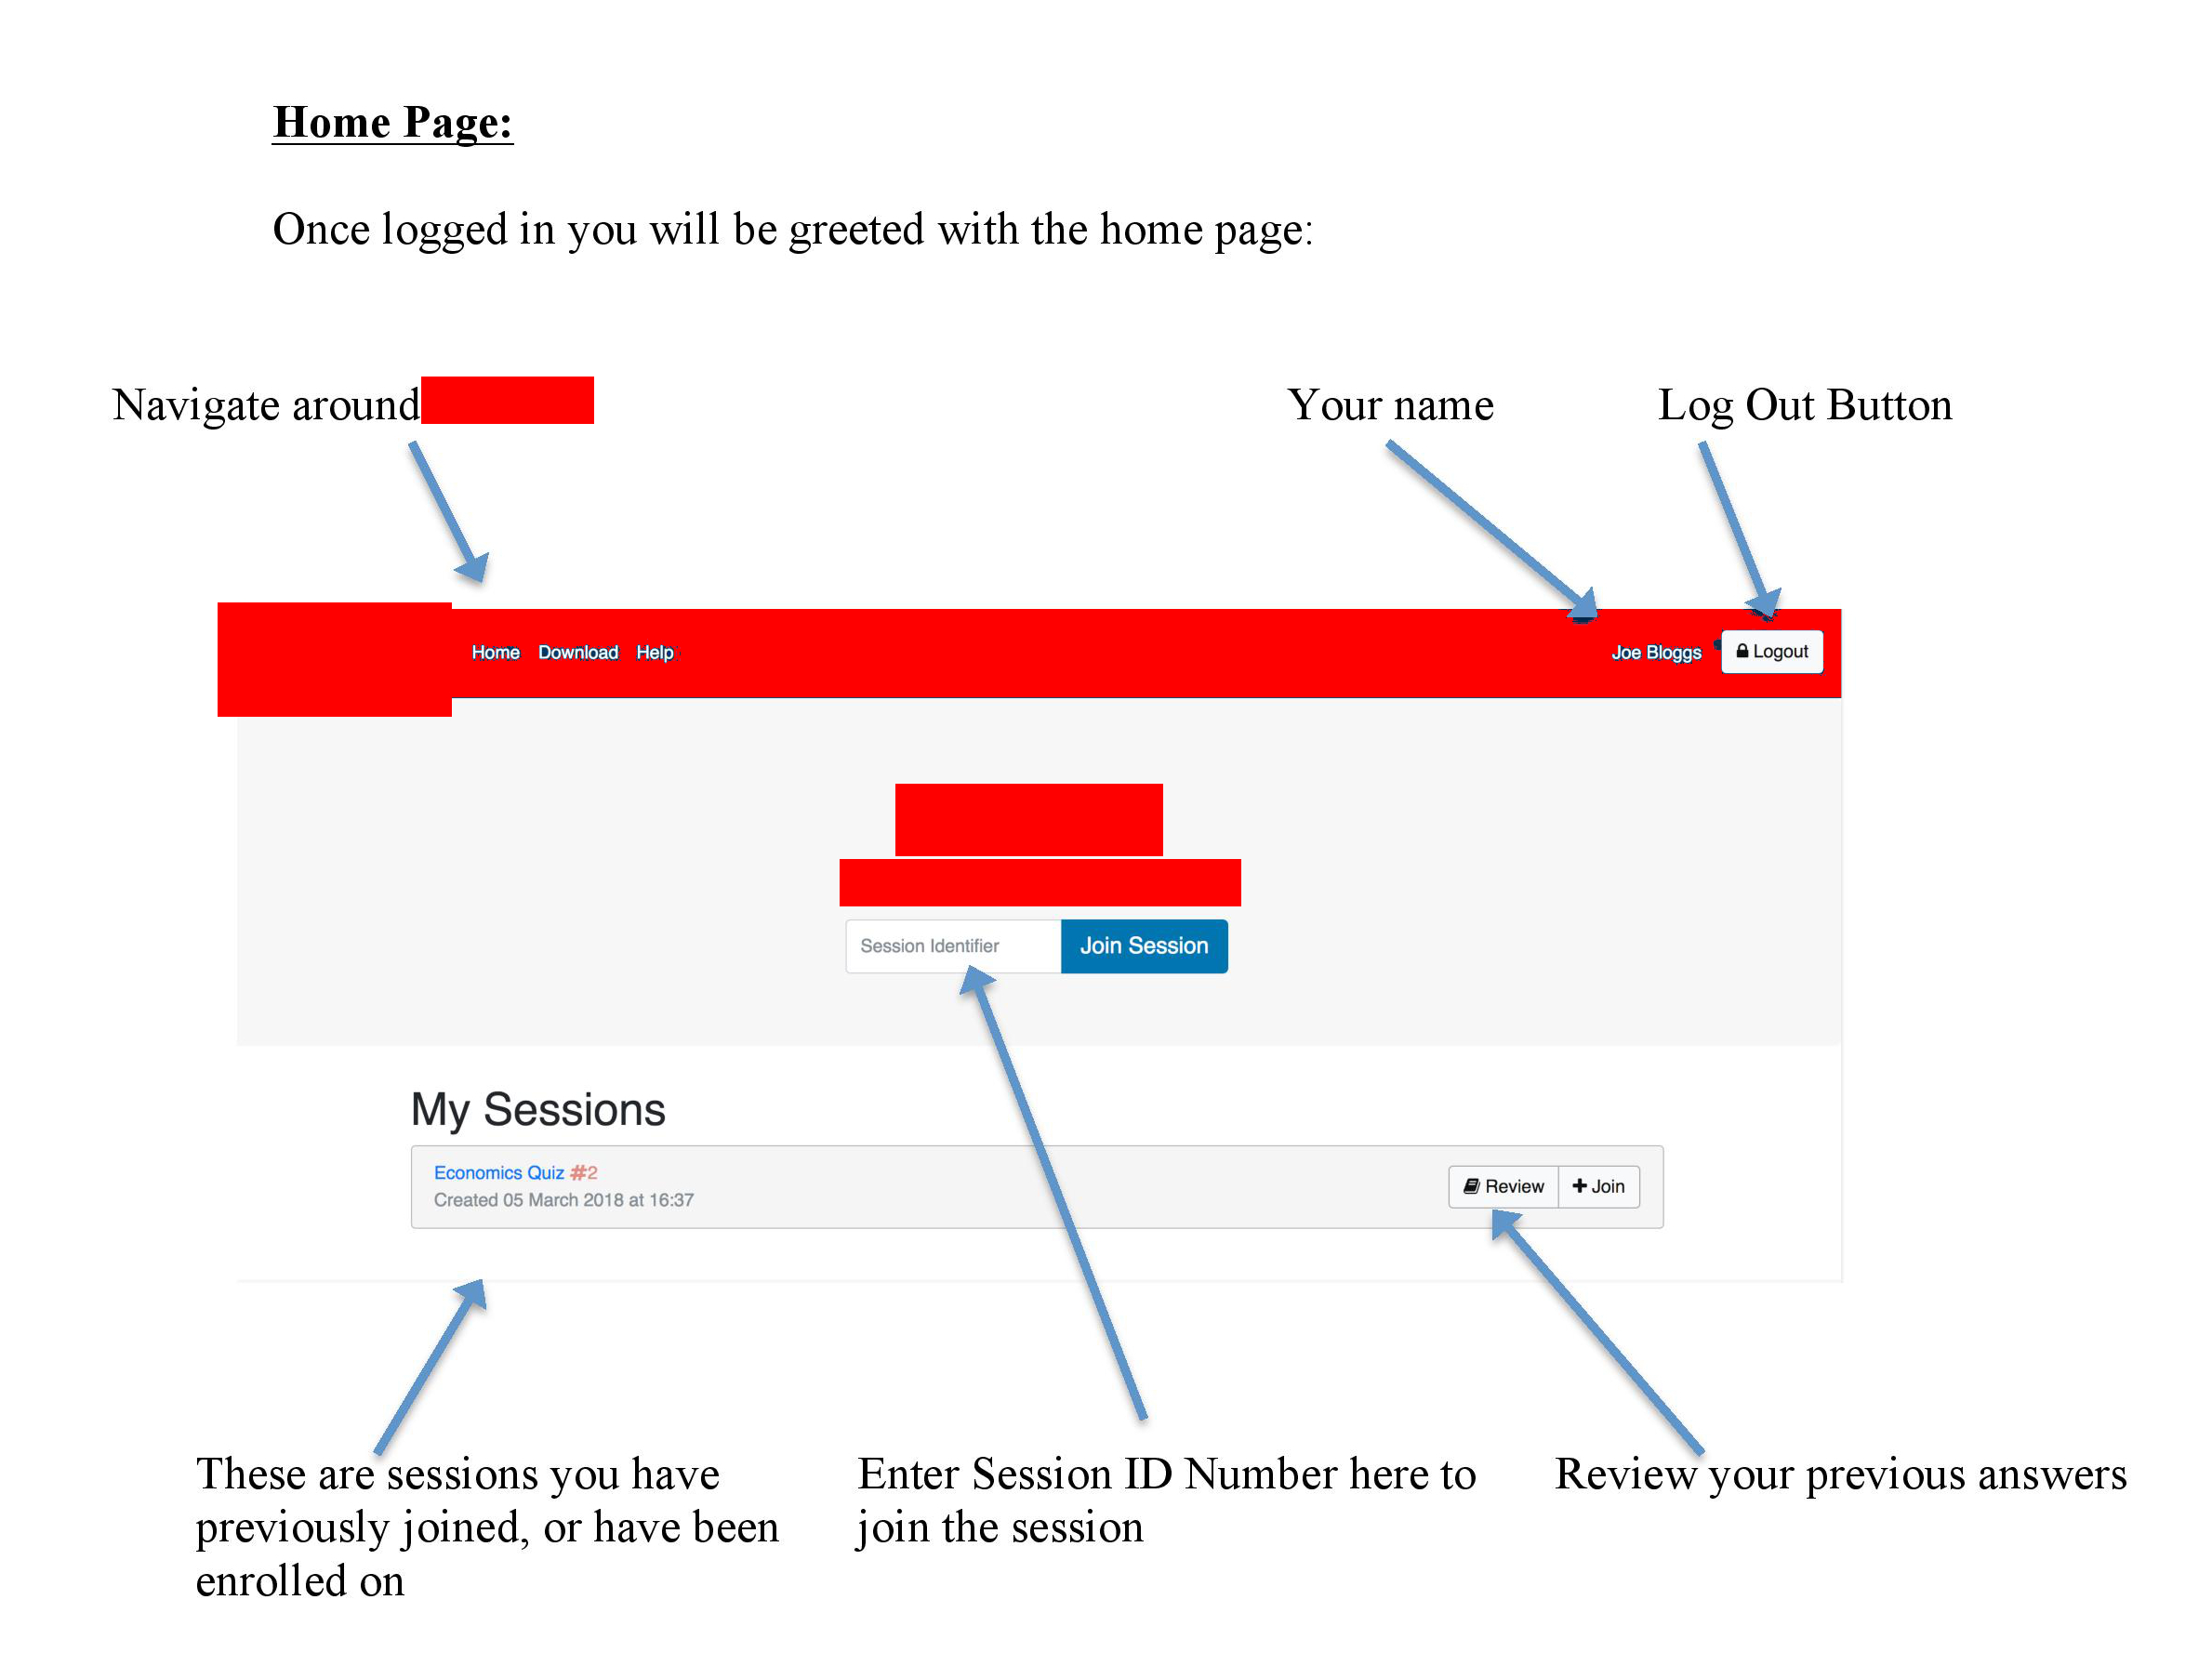 Home Page:
Once logged in you will be greeted with the home page:
Navigate around
Your name
Log Out Button
Home Download Help
Joe Bloggs
Logout
Session Identifier
Join Session
My Sessions
Economics Quiz #2
Created 05 March 2018 at 16:37
Review
Join
These are sessions you have
previously joined, or have been
enrolled on
Enter Session ID Number here to
join the session
Review your previous answers